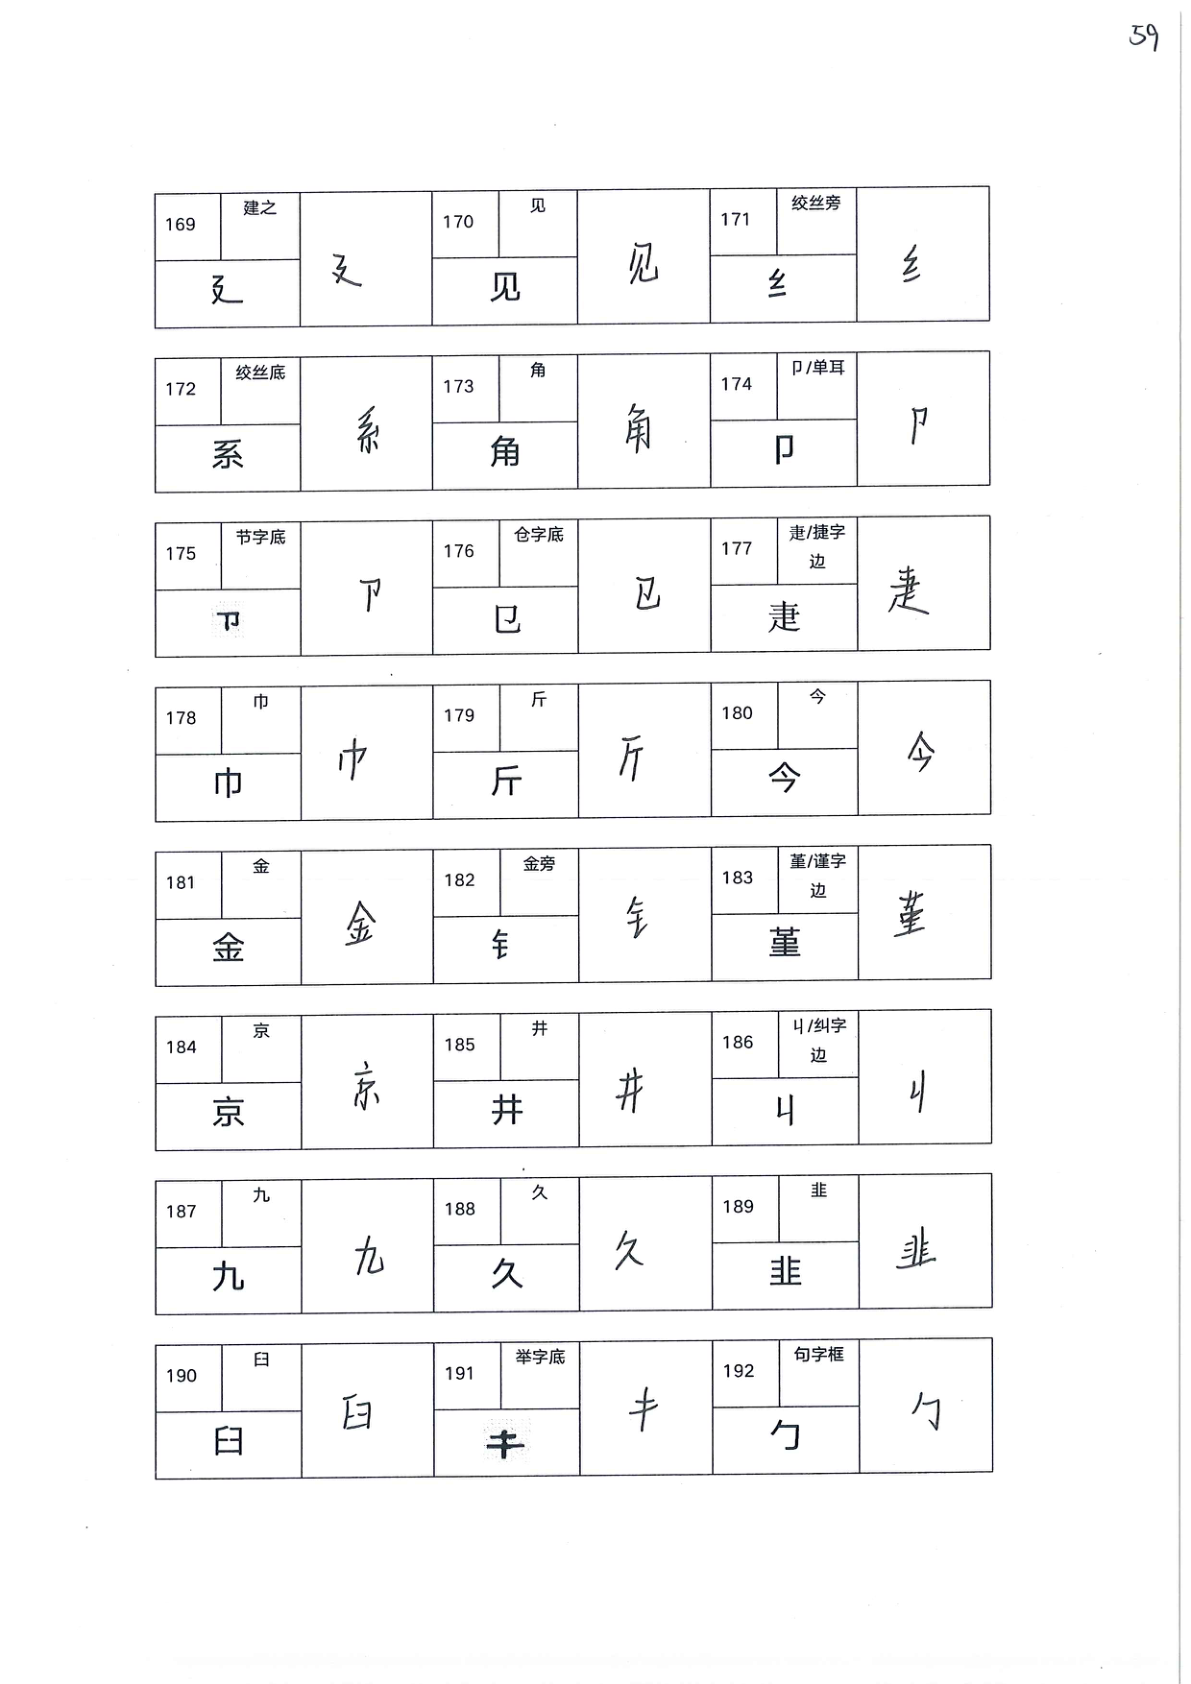 59
169 建之 廴 廴 170 见 见 见 171 绞丝旁 纟 纟
172 绞丝底 系 系 173 角 角 角 174 卩/单耳 卩 卩
175 节字底 卩 卩 176 仓字底 㔾 㔾 177 疌/捷字边 疌 疌
178 巾 巾 巾 179 斤 斤 斤 180 今 今 今
181 金 金 金 182 金旁 钅 钅 183 堇/谨字边 堇 堇
184 京 京 京 185 井 井 井 186 丩/纠字边 丩 丩
187 九 九 九 188 久 久 久 189 韭 韭 韭
190 臼 臼 臼 191 举字底 キ キ 192 句字框 勹 勹